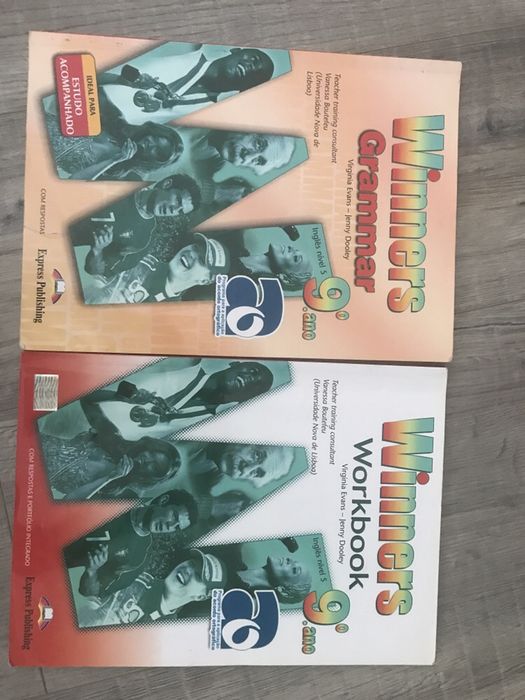 Winners
Grammar
Virginia Evans – Jenny Dooley
Teacher training consultant
Vanessa Boutefeu
(Universidade Nova de
Lisboa)
Inglês nível 5
9.º ano
IDEAL PARA
ESTUDO
ACOMPANHADO
COM RESPOSTAS
Express Publishing
Winners
Workbook
Virginia Evans – Jenny Dooley
Teacher training consultant
Vanessa Boutefeu
(Universidade Nova de Lisboa)
Inglês nível 5
9.º ano
COM RESPOSTAS E PORTEFÓLIO INTEGRADO
Express Publishing